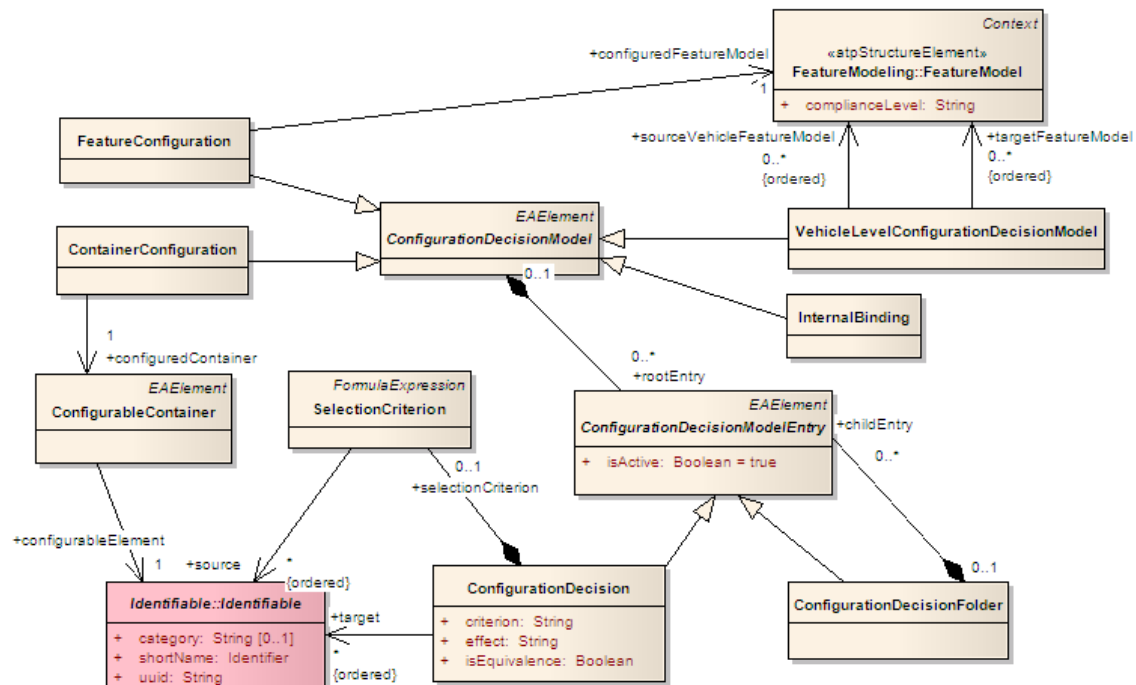 Context
«atpStructureElement»
FeatureModeling::FeatureModel
+ complianceLevel: String
+configuredFeatureModel
1
+sourceVehicleFeatureModel
0..*
{ordered}
+targetFeatureModel
0..*
{ordered}
FeatureConfiguration
EAElement
ConfigurationDecisionModel
0..1
VehicleLevelConfigurationDecisionModel
ContainerConfiguration
InternalBinding
1
+configuredContainer
0..*
+rootEntry
EAElement
ConfigurableContainer
FormulaExpression
SelectionCriterion
EAElement
ConfigurationDecisionModelEntry
+ isActive: Boolean = true
+childEntry
0..*
0..1
+selectionCriterion
+configurableElement
1
+source
*
{ordered}
0..1
Identifiable::Identifiable
+ category: String [0..1]
+ shortName: Identifier
+ uuid: String
+target
*
{ordered}
ConfigurationDecision
+ criterion: String
+ effect: String
+ isEquivalence: Boolean
ConfigurationDecisionFolder